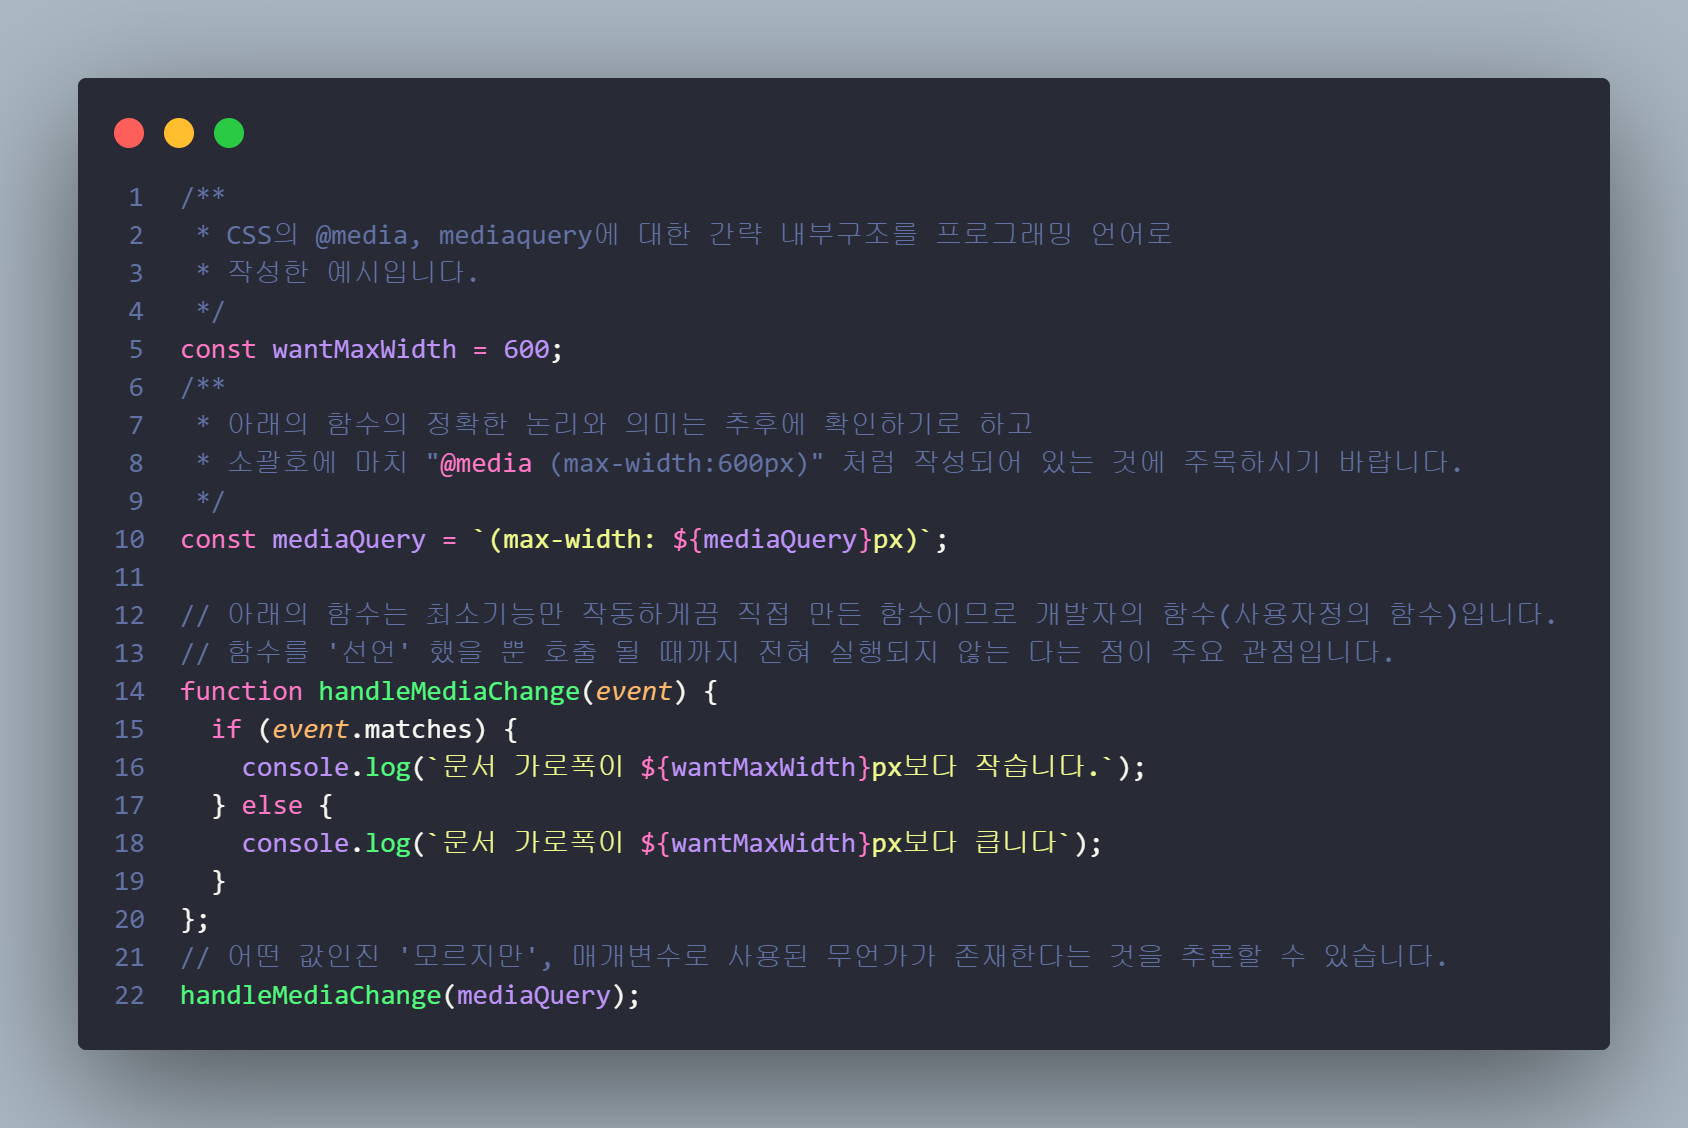 1 /**
2  * CSS의 @media, mediaquery에 대한 간략 내부구조를 프로그래밍 언어로
3  * 작성한 예시입니다.
4  */
5 const wantMaxWidth = 600;
6 /**
7  * 아래의 함수의 정확한 논리와 의미는 추후에 확인하기로 하고
8  * 소괄호에 마치 "@media (max-width:600px)" 처럼 작성되어 있는 것에 주목하시기 바랍니다.
9  */
10 const mediaQuery = `(max-width: ${mediaQuery}px)`;
11
12 // 아래의 함수는 최소기능만 작동하게끔 직접 만든 함수이므로 개발자의 함수(사용자정의 함수)입니다.
13 // 함수를 '선언' 했을 뿐 호출 될 때까지 전혀 실행되지 않는 다는 점이 주요 관점입니다.
14 function handleMediaChange(event) {
15   if (event.matches) {
16     console.log(`문서 가로폭이 ${wantMaxWidth}px보다 작습니다.`);
17   } else {
18     console.log(`문서 가로폭이 ${wantMaxWidth}px보다 큽니다`);
19   }
20 };
21 // 어떤 값인진 '모르지만', 매개변수로 사용된 무언가가 존재한다는 것을 추론할 수 있습니다.
22 handleMediaChange(mediaQuery);